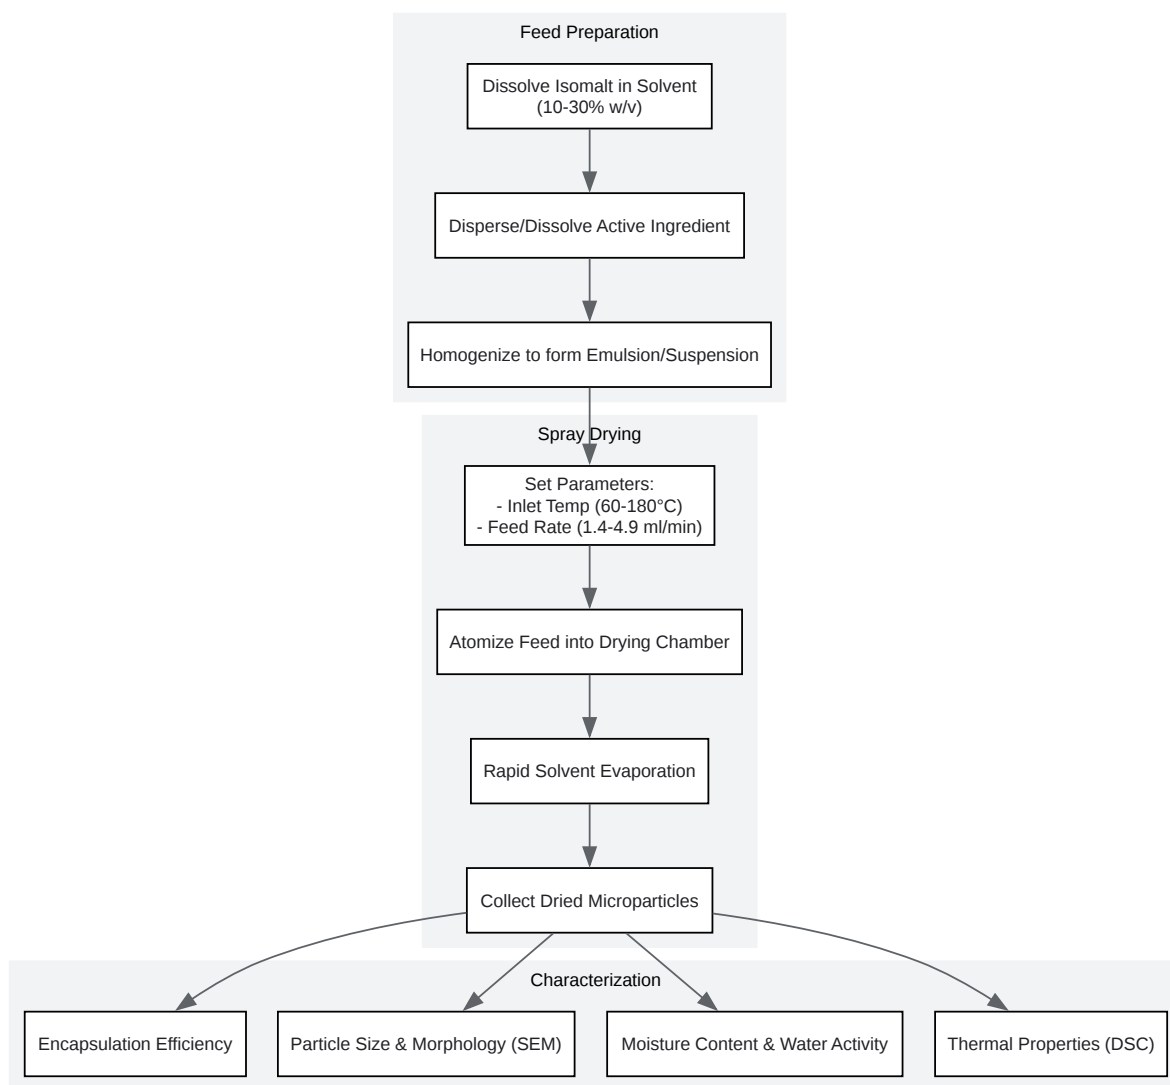 Feed Preparation
Dissolve Isomalt in Solvent
(10-30% w/v)
Disperse/Dissolve Active Ingredient
Homogenize to form Emulsion/Suspension
Spray Drying
Set Parameters:
- Inlet Temp (60-180°C)
- Feed Rate (1.4-4.9 ml/min)
Atomize Feed into Drying Chamber
Rapid Solvent Evaporation
Collect Dried Microparticles
Characterization
Encapsulation Efficiency
Particle Size & Morphology (SEM)
Moisture Content & Water Activity
Thermal Properties (DSC)